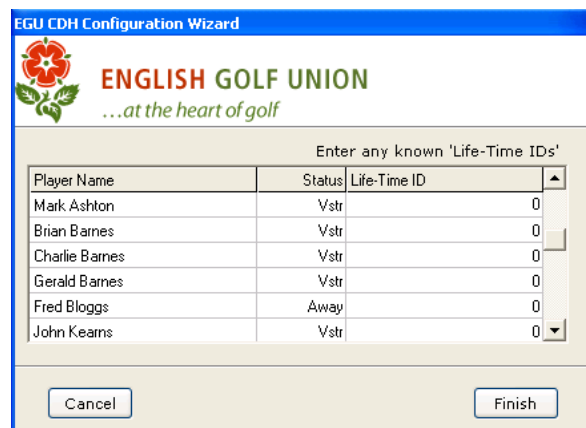 EGU CDH Configuration Wizard
ENGLISH GOLF UNION
...at the heart of golf
Enter any known 'Life-Time IDs'
Player Name Status Life-Time ID
Mark Ashton Vstr 0
Brian Barnes Vstr 0
Charlie Barnes Vstr 0
Gerald Barnes Vstr 0
Fred Bloggs Away 0
John Kearns Vstr 0
Cancel Finish